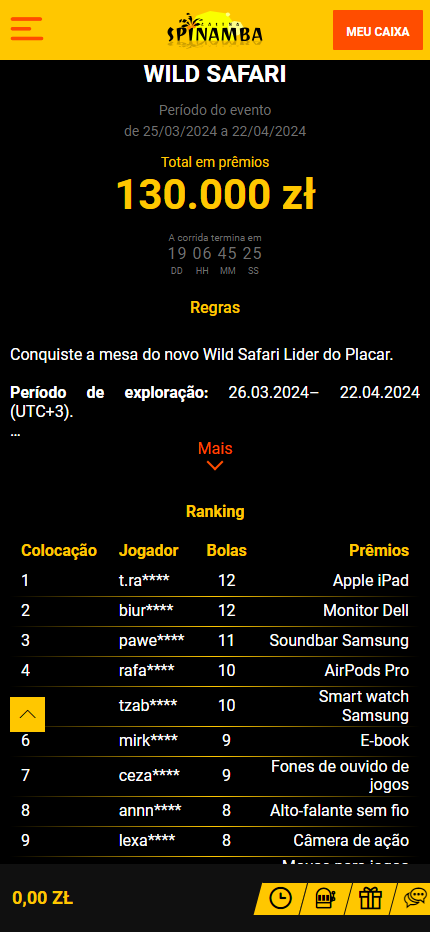 CASINO
SPINAMBA
MEU CAIXA
WILD SAFARI
Período do evento
de 25/03/2024 a 22/04/2024
Total em prêmios
130.000 zł
A corrida termina em
19 06 45 25
DD HH MM SS
Regras
Conquiste a mesa do novo Wild Safari Lider do Placar.
Período de exploração: 26.03.2024– 22.04.2024
(UTC+3).
...
Mais
Ranking
Colocação Jogador Bolas Prêmios
1 t.ra**** 12 Apple iPad
2 biur**** 12 Monitor Dell
3 pawe**** 11 Soundbar Samsung
4 rafa**** 10 AirPods Pro
tzab**** 10 Smart watch
Samsung
6 mirk**** 9 E-book
7 ceza**** 9 Fones de ouvido de
jogos
8 annn**** 8 Alto-falante sem fio
9 lexa**** 8 Câmera de ação
0,00 ZŁ